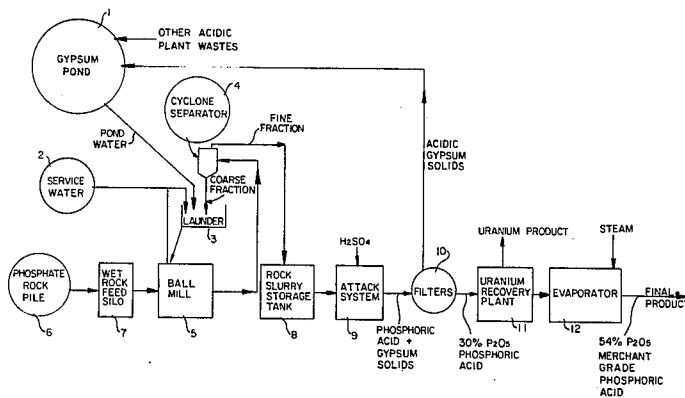 1
OTHER ACIDIC
PLANT WASTES
GYPSUM
POND
4
CYCLONE
SEPARATOR
FINE
FRACTION
POND
WATER
2
SERVICE
WATER
COARSE
FRACTION
LAUNDER
3
ACIDIC
GYPSUM
SOLIDS
H2SO4
10
URANIUM PRODUCT
STEAM
PHOSPHATE
ROCK
PILE
6
WET
ROCK
FEED
SILO
7
BALL
MILL
5
ROCK
SLURRY
STORAGE
TANK
8
ATTACK
SYSTEM
9
FILTERS
URANIUM
RECOVERY
PLANT
11
EVAPORATOR
12
FINAL
PRODUCT
PHOSPHORIC
ACID +
GYPSUM
SOLIDS
30% P2O5
PHOSPHORIC
ACID
54% P2O5
MERCHANT
GRADE
PHOSPHORIC
ACID